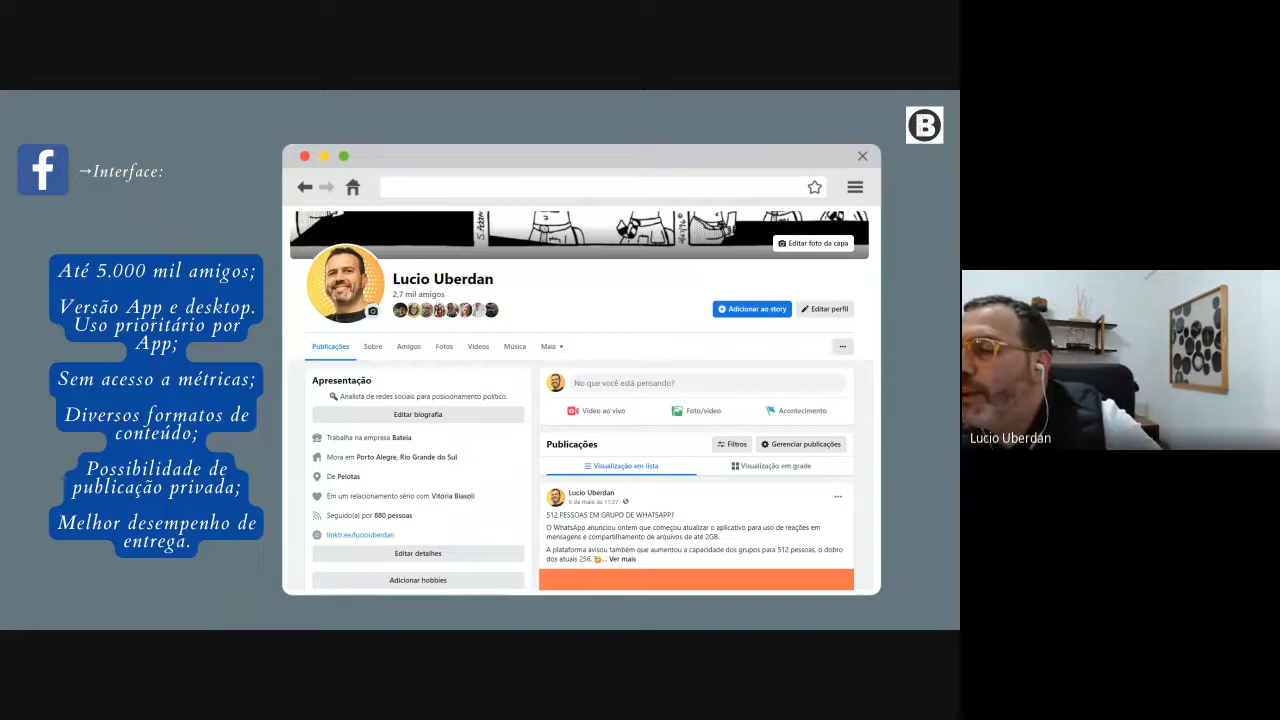 →Interface:
Até 5.000 mil amigos;
Versão App e desktop.
Uso prioritário por
App;
Sem acesso a métricas;
Diversos formatos de
conteúdo;
Possibilidade de
publicação privada;
Melhor desempenho de
entrega.
B
Editar foto da capa
Lucio Uberdan
2,7 mil amigos
Adicionar ao story
Editar perfil
Publicações Sobre Amigos Fotos Vídeos Música Mais
Apresentação
Analista de redes sociais para posicionamento político.
Editar biografia
Trabalha na empresa Bateia
Mora em Porto Alegre, Rio Grande do Sul
De Pelotas
Em um relacionamento sério com Vitória Biasoli
Seguido(a) por 880 pessoas
linktr.ee/luciouberdan
Editar detalhes
Adicionar hobbies
No que você está pensando?
Vídeo ao vivo Foto/vídeo Acontecimento
Publicações Filtros Gerenciar publicações
Visualização em lista Visualização em grade
Lucio Uberdan
6 de maio às 11:37
512 PESSOAS EM GRUPO DE WHATSAPP?
O WhatsApp anunciou ontem que começou atualizar o aplicativo para uso de reações em
mensagens e compartilhamento de arquivos de até 2GB.
A plataforma avisou também que aumentou a capacidade dos grupos para 512 pessoas, o dobro
dos atuais 256. ... Ver mais
Lucio Uberdan